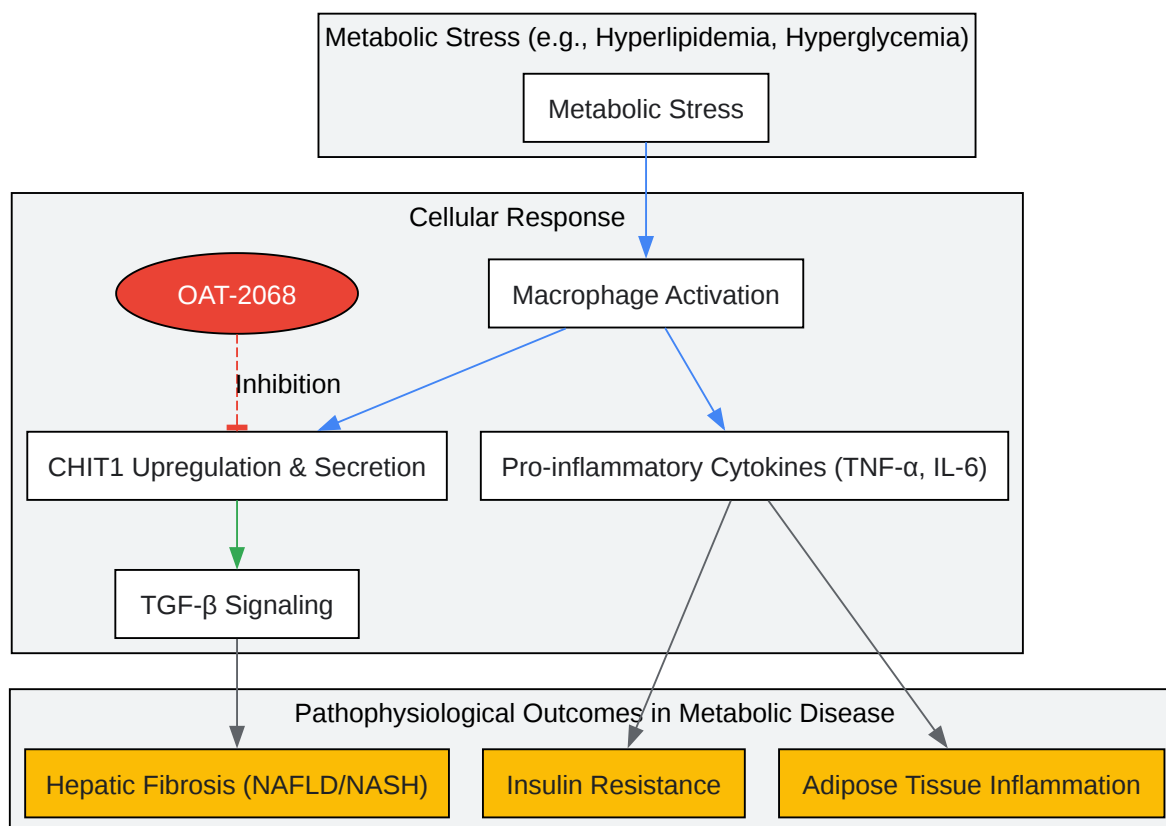 Metabolic Stress (e.g., Hyperlipidemia, Hyperglycemia)
Metabolic Stress
Cellular Response
OAT-2068
Macrophage Activation
Inhibition
CHIT1 Upregulation & Secretion
Pro-inflammatory Cytokines (TNF-α, IL-6)
TGF-β Signaling
Pathophysiological Outcomes in Metabolic Disease
Hepatic Fibrosis (NAFLD/NASH)
Insulin Resistance
Adipose Tissue Inflammation